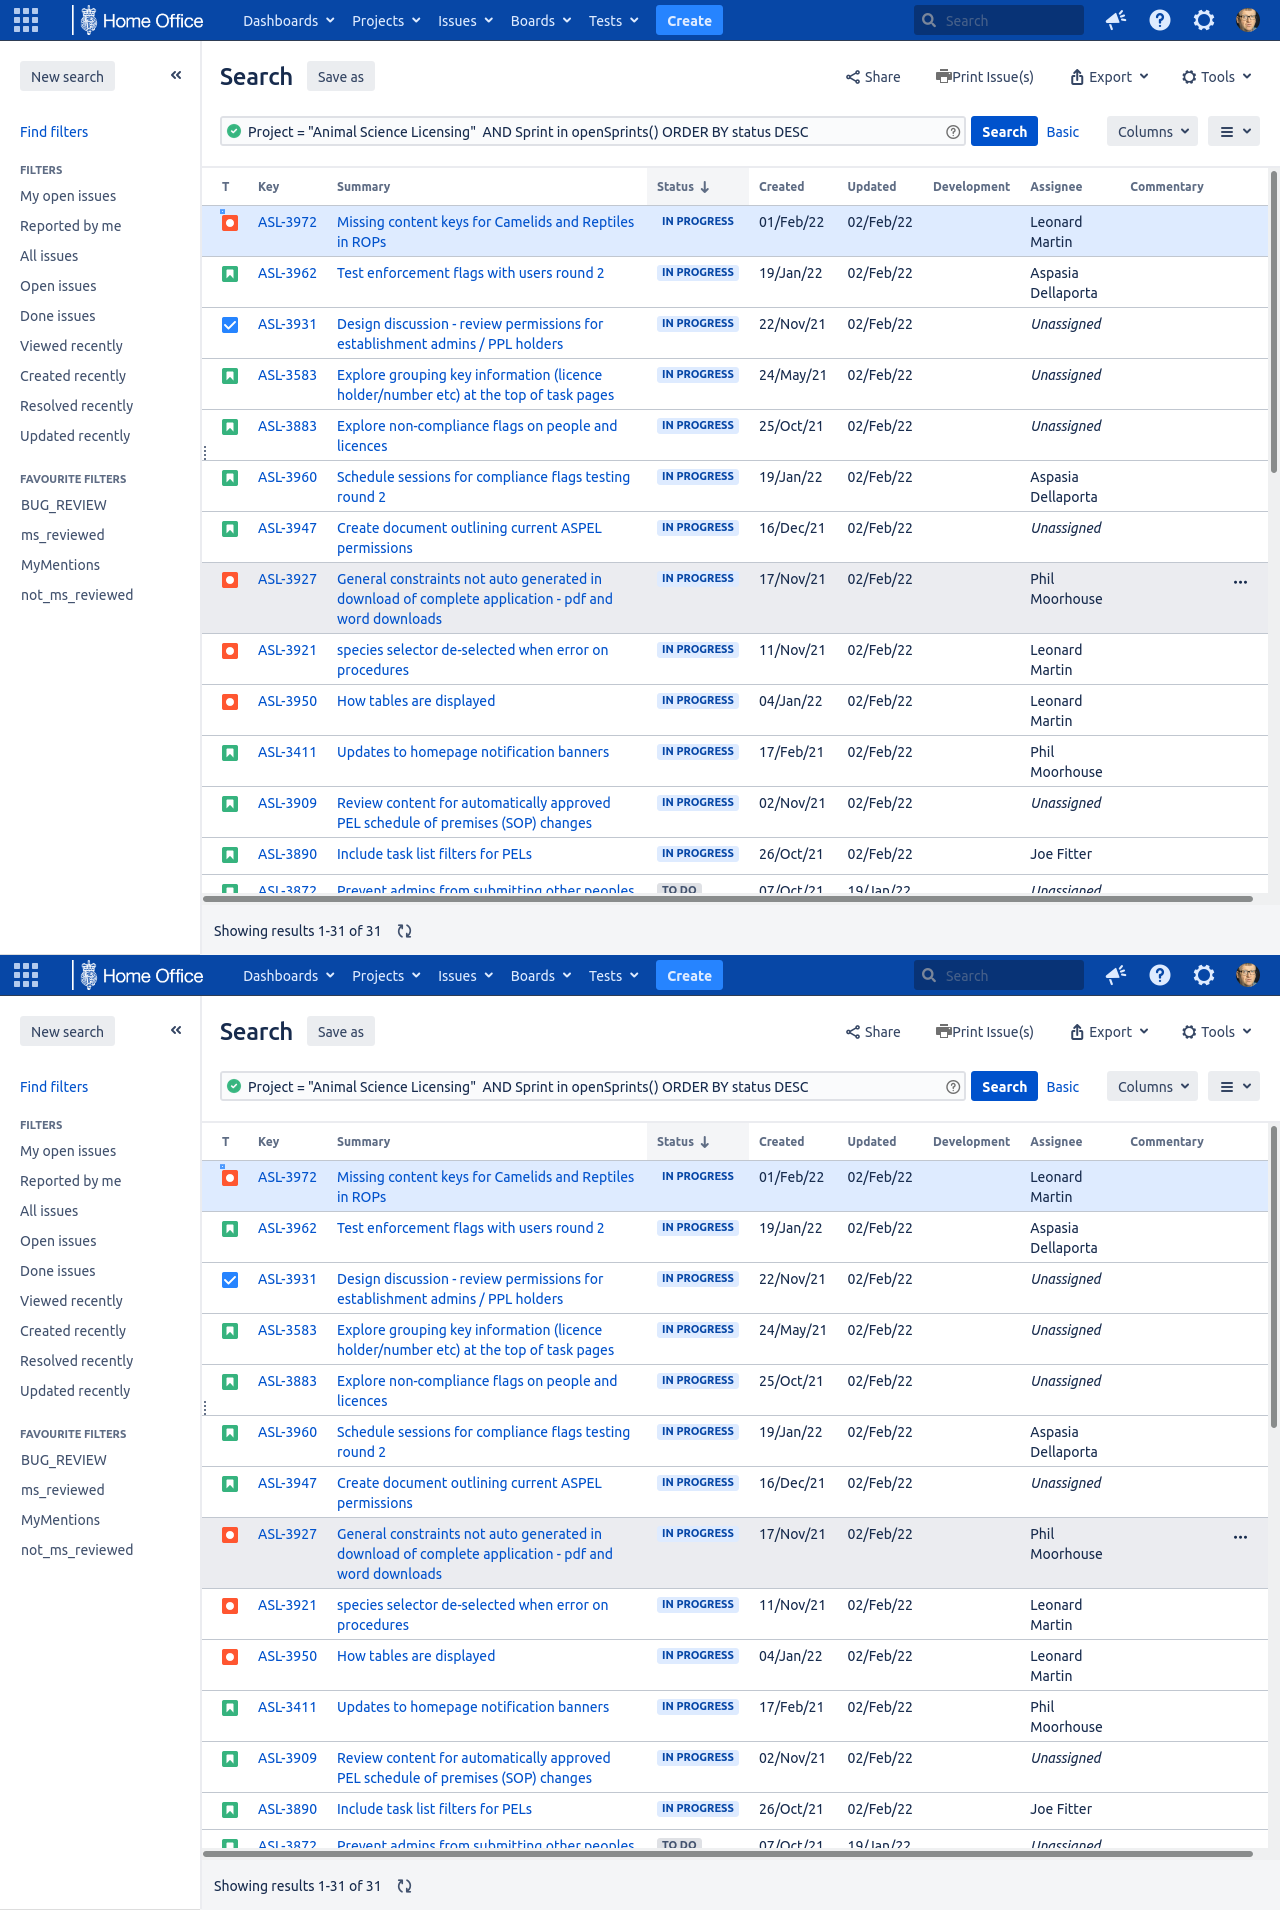 Home Office Dashboards Projects Issues Boards Tests Create Search
New search
Search Save as Share Print Issue(s) Export Tools
Find filters
Project = "Animal Science Licensing"  AND Sprint in openSprints() ORDER BY status DESC Search Basic Columns
FILTERS
My open issues
Reported by me
All issues
Open issues
Done issues
Viewed recently
Created recently
Resolved recently
Updated recently
FAVOURITE FILTERS
BUG_REVIEW
ms_reviewed
MyMentions
not_ms_reviewed
T Key Summary Status Created Updated Development Assignee Commentary
ASL-3972 Missing content keys for Camelids and Reptiles IN PROGRESS 01/Feb/22 02/Feb/22 Leonard
in ROPs Martin
ASL-3962 Test enforcement flags with users round 2 IN PROGRESS 19/Jan/22 02/Feb/22 Aspasia
Dellaporta
ASL-3931 Design discussion - review permissions for IN PROGRESS 22/Nov/21 02/Feb/22 Unassigned
establishment admins / PPL holders
ASL-3583 Explore grouping key information (licence IN PROGRESS 24/May/21 02/Feb/22 Unassigned
holder/number etc) at the top of task pages
ASL-3883 Explore non-compliance flags on people and IN PROGRESS 25/Oct/21 02/Feb/22 Unassigned
licences
ASL-3960 Schedule sessions for compliance flags testing IN PROGRESS 19/Jan/22 02/Feb/22 Aspasia
round 2 Dellaporta
ASL-3947 Create document outlining current ASPEL IN PROGRESS 16/Dec/21 02/Feb/22 Unassigned
permissions
ASL-3927 General constraints not auto generated in IN PROGRESS 17/Nov/21 02/Feb/22 Phil
download of complete application - pdf and Moorhouse
word downloads
ASL-3921 species selector de-selected when error on IN PROGRESS 11/Nov/21 02/Feb/22 Leonard
procedures Martin
ASL-3950 How tables are displayed IN PROGRESS 04/Jan/22 02/Feb/22 Leonard
Martin
ASL-3411 Updates to homepage notification banners IN PROGRESS 17/Feb/21 02/Feb/22 Phil
Moorhouse
ASL-3909 Review content for automatically approved IN PROGRESS 02/Nov/21 02/Feb/22 Unassigned
PEL schedule of premises (SOP) changes
ASL-3890 Include task list filters for PELs IN PROGRESS 26/Oct/21 02/Feb/22 Joe Fitter
ASL-3872 Prevent admins from submitting other peoples TO DO 07/Oct/21 19/Jan/22 Unassigned
Showing results 1-31 of 31
Home Office Dashboards Projects Issues Boards Tests Create Search
New search
Search Save as Share Print Issue(s) Export Tools
Find filters
Project = "Animal Science Licensing"  AND Sprint in openSprints() ORDER BY status DESC Search Basic Columns
FILTERS
My open issues
Reported by me
All issues
Open issues
Done issues
Viewed recently
Created recently
Resolved recently
Updated recently
FAVOURITE FILTERS
BUG_REVIEW
ms_reviewed
MyMentions
not_ms_reviewed
T Key Summary Status Created Updated Development Assignee Commentary
ASL-3972 Missing content keys for Camelids and Reptiles IN PROGRESS 01/Feb/22 02/Feb/22 Leonard
in ROPs Martin
ASL-3962 Test enforcement flags with users round 2 IN PROGRESS 19/Jan/22 02/Feb/22 Aspasia
Dellaporta
ASL-3931 Design discussion - review permissions for IN PROGRESS 22/Nov/21 02/Feb/22 Unassigned
establishment admins / PPL holders
ASL-3583 Explore grouping key information (licence IN PROGRESS 24/May/21 02/Feb/22 Unassigned
holder/number etc) at the top of task pages
ASL-3883 Explore non-compliance flags on people and IN PROGRESS 25/Oct/21 02/Feb/22 Unassigned
licences
ASL-3960 Schedule sessions for compliance flags testing IN PROGRESS 19/Jan/22 02/Feb/22 Aspasia
round 2 Dellaporta
ASL-3947 Create document outlining current ASPEL IN PROGRESS 16/Dec/21 02/Feb/22 Unassigned
permissions
ASL-3927 General constraints not auto generated in IN PROGRESS 17/Nov/21 02/Feb/22 Phil
download of complete application - pdf and Moorhouse
word downloads
ASL-3921 species selector de-selected when error on IN PROGRESS 11/Nov/21 02/Feb/22 Leonard
procedures Martin
ASL-3950 How tables are displayed IN PROGRESS 04/Jan/22 02/Feb/22 Leonard
Martin
ASL-3411 Updates to homepage notification banners IN PROGRESS 17/Feb/21 02/Feb/22 Phil
Moorhouse
ASL-3909 Review content for automatically approved IN PROGRESS 02/Nov/21 02/Feb/22 Unassigned
PEL schedule of premises (SOP) changes
ASL-3890 Include task list filters for PELs IN PROGRESS 26/Oct/21 02/Feb/22 Joe Fitter
ASL-3872 Prevent admins from submitting other peoples TO DO 07/Oct/21 19/Jan/22 Unassigned
Showing results 1-31 of 31